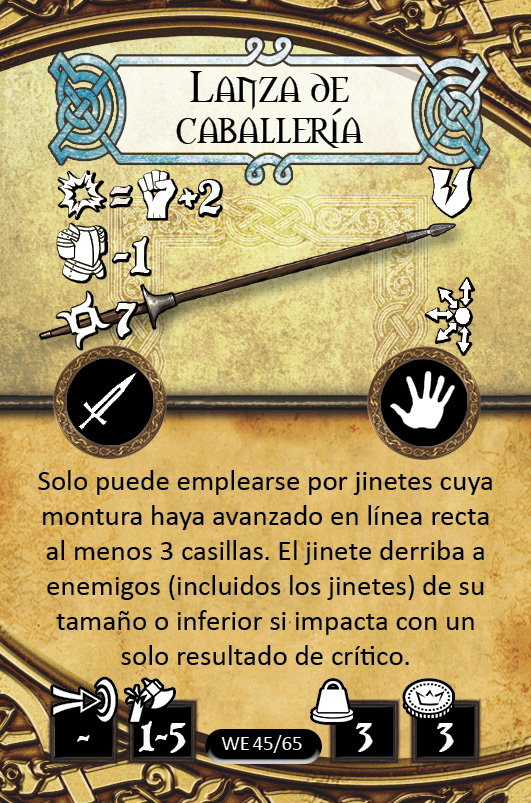 Lanza de
caballería
= +2
-1
7
Solo puede emplearse por jinetes cuya
montura haya avanzado en línea recta
al menos 3 casillas. El jinete derriba a
enemigos (incluidos los jinetes) de su
tamaño o inferior si impacta con un
solo resultado de crítico.
- 1-5 WE 45/65 3 3